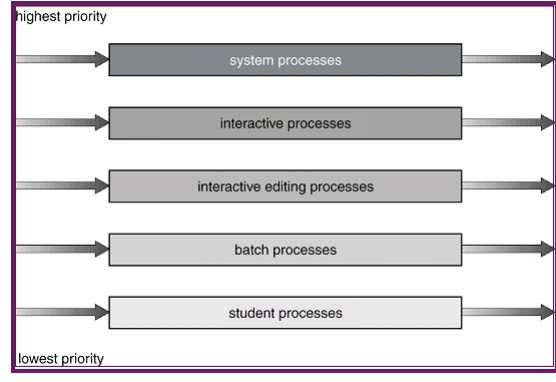 highest priority
system processes
interactive processes
interactive editing processes
batch processes
student processes
lowest priority